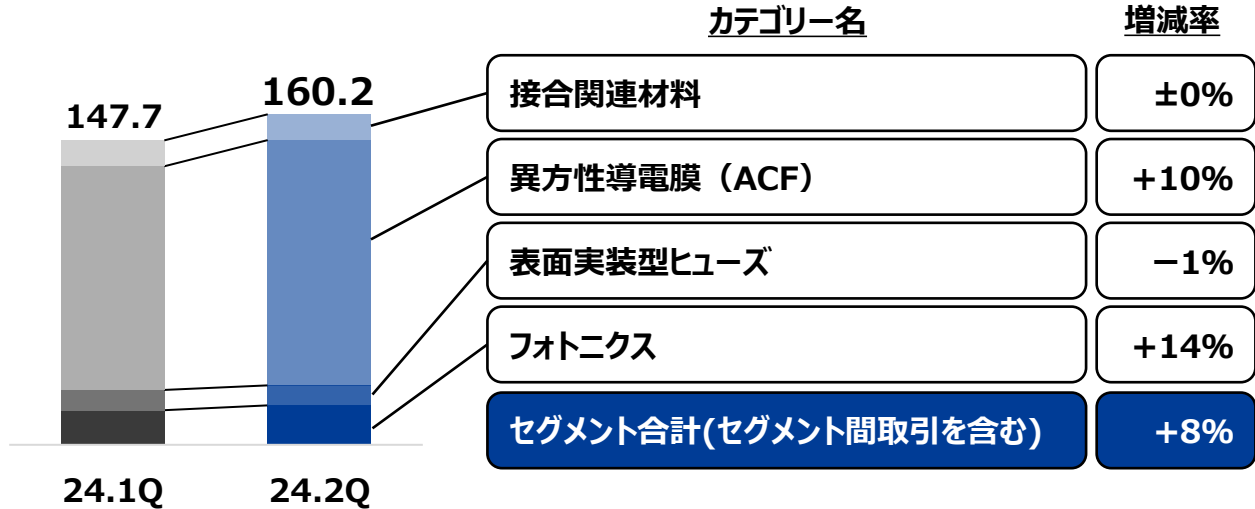 カテゴリー名 増減率
147.7
160.2
接合関連材料 ±0%
異方性導電膜（ACF） +10%
表面実装型ヒューズ －1%
フォトニクス +14%
セグメント合計(セグメント間取引を含む) +8%
24.1Q 24.2Q